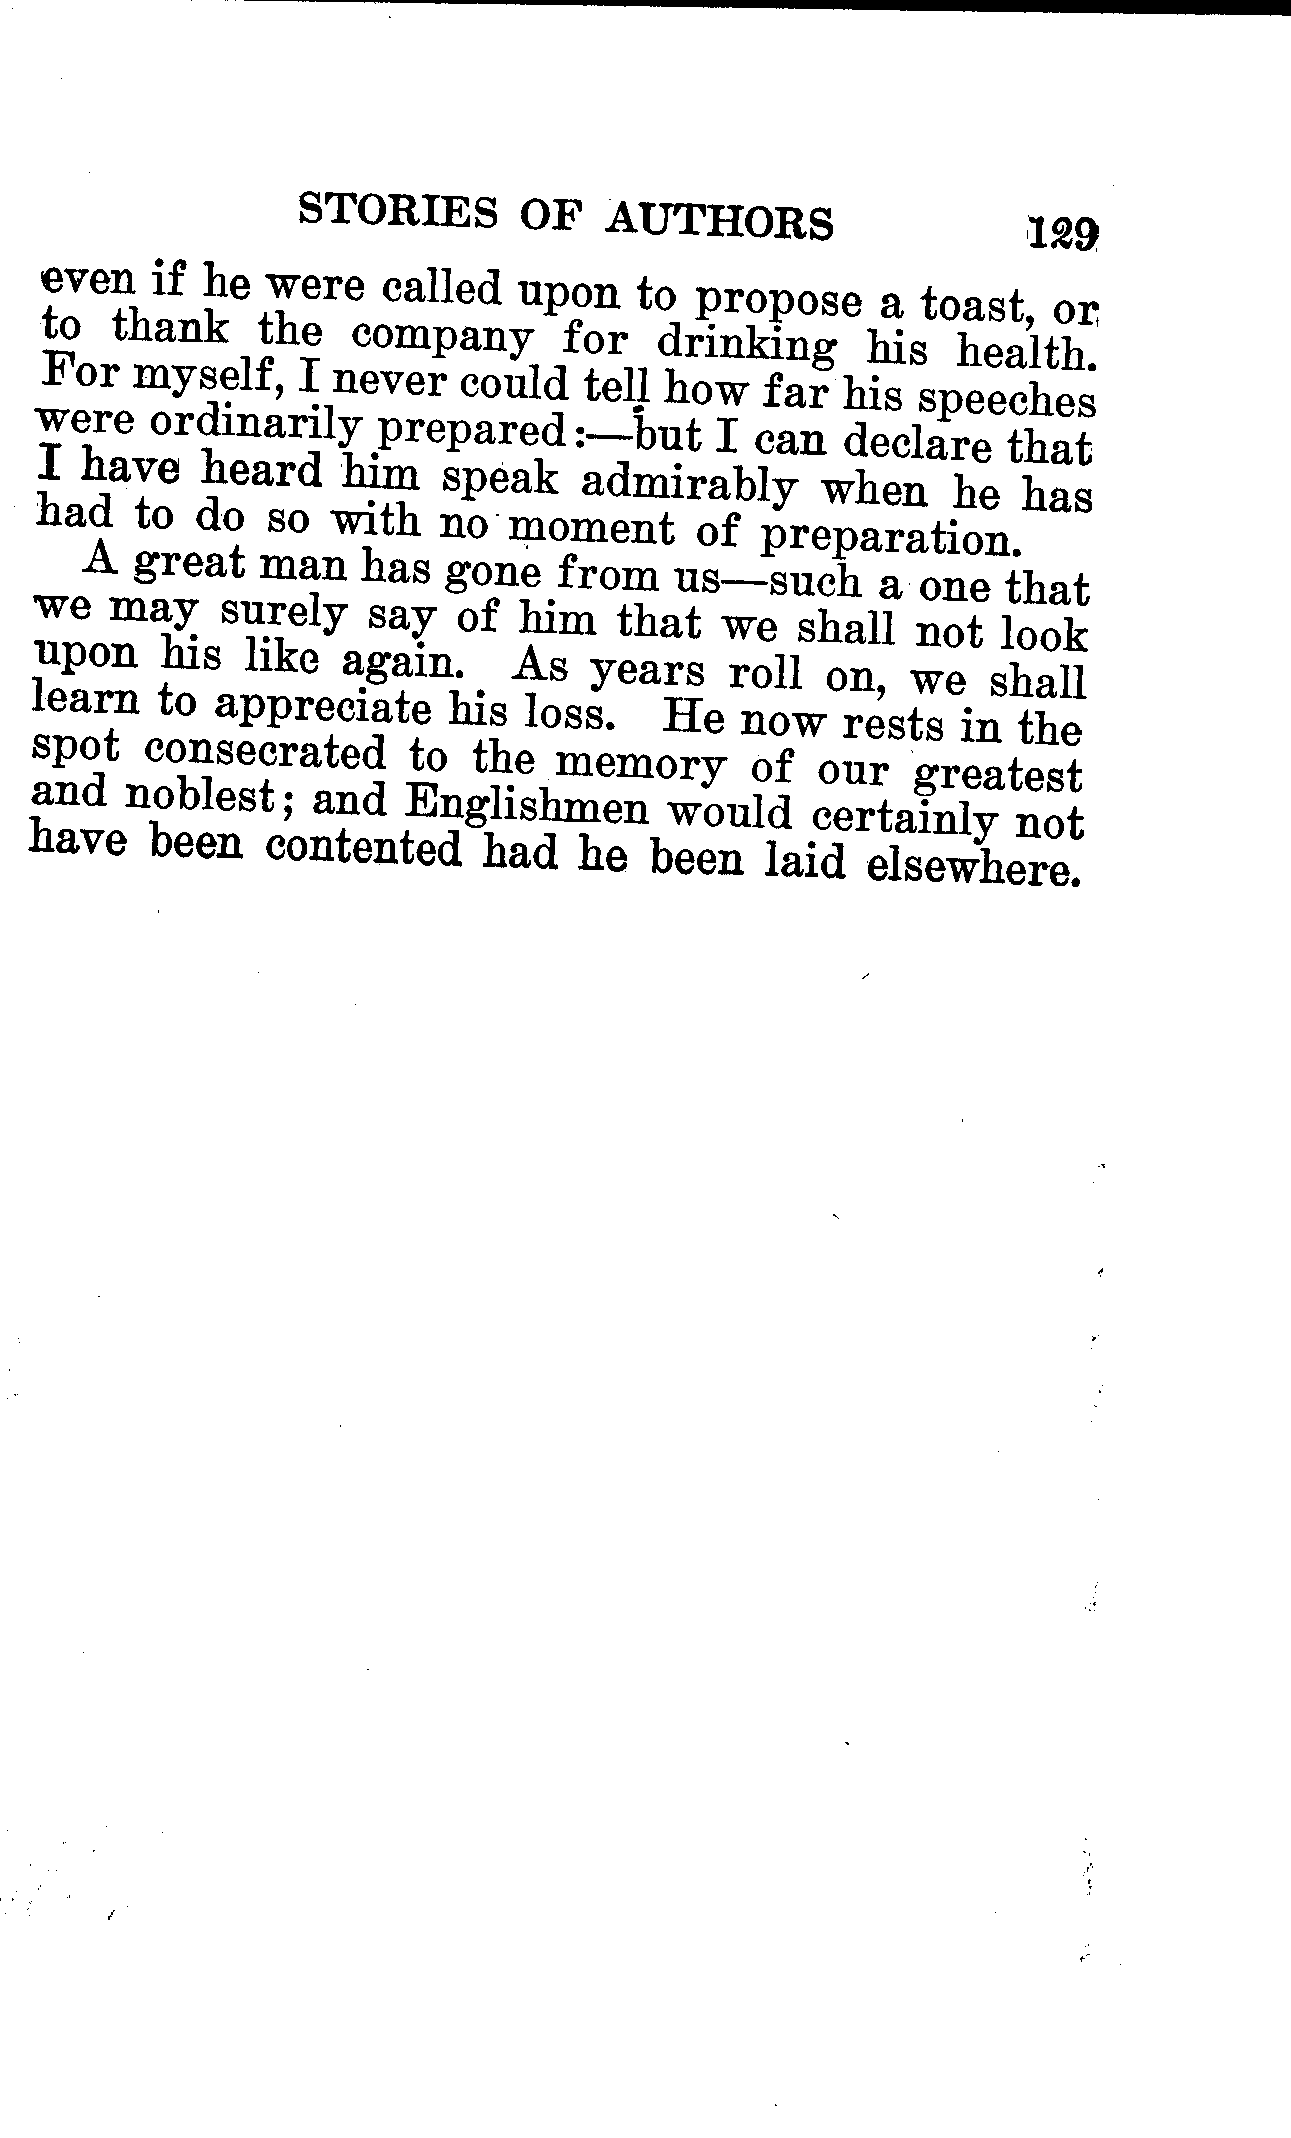 STORIES OF AUTHORS 129
even if he were called upon to propose a toast, or
to thank the company for drinking his health.
For myself, I never could tell how far his speeches
were ordinarily prepared:—but I can declare that
I have heard him speak admirably when he has
had to do so with no moment of preparation.
A great man has gone from us—such a one that
we may surely say of him that we shall not look
upon his like again. As years roll on, we shall
learn to appreciate his loss. He now rests in the
spot consecrated to the memory of our greatest
and noblest; and Englishmen would certainly not
have been contented had he been laid elsewhere.